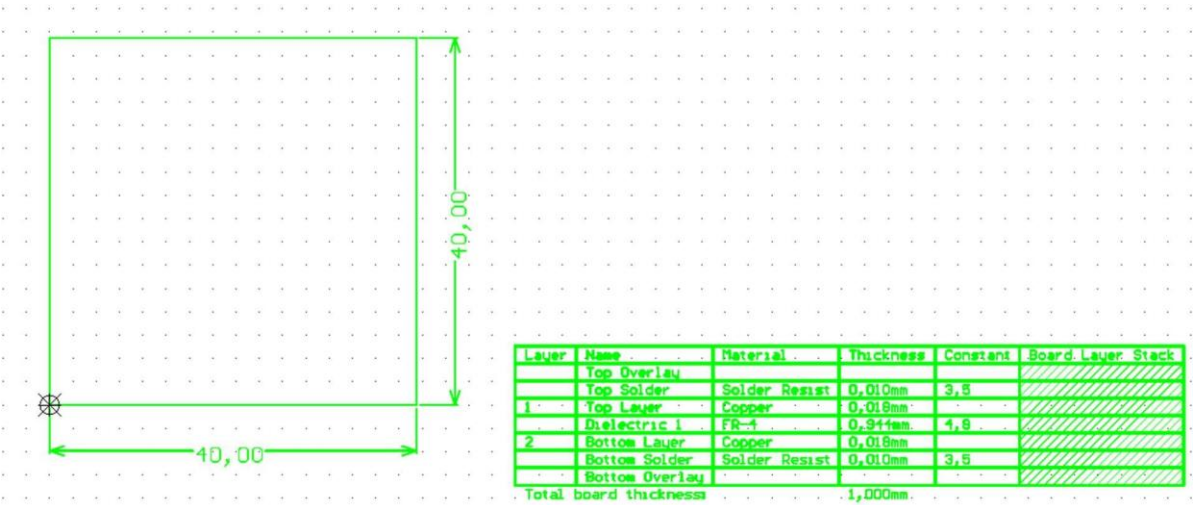 40,00
40,00
Layer Name Material Thickness Constant Board Layer Stack
Top Overlay
Top Solder Solder Resist 0,010mm 3,5
1 Top Layer Copper 0,018mm
Dielectric 1 FR-4 0,944mm 4,8
2 Bottom Layer Copper 0,018mm
Bottom Solder Solder Resist 0,010mm 3,5
Bottom Overlay
Total board thickness: 1,000mm